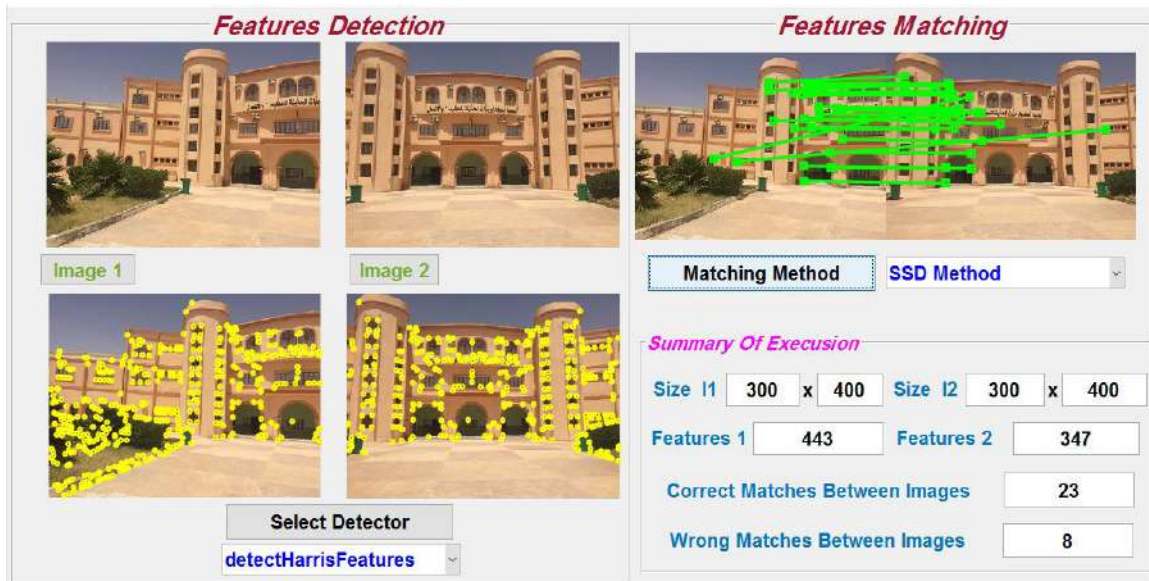 Features Detection
Features Matching
Image 1
Image 2
Matching Method
SSD Method
Summary Of Execusion
Size I1 300 x 400 Size I2 300 x 400
Features 1 443 Features 2 347
Correct Matches Between Images 23
Wrong Matches Between Images 8
Select Detector
detectHarrisFeatures